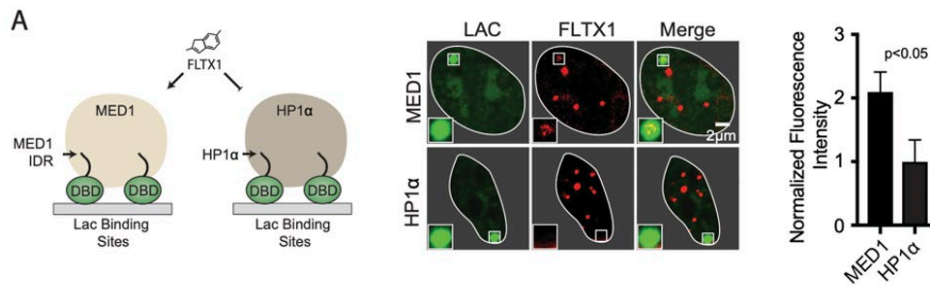 A
FLTX1
MED1
HP1α
MED1
IDR
HP1α
DBD
DBD
DBD
DBD
Lac Binding
Sites
Lac Binding
Sites
LAC
FLTX1
Merge
MED1
2μm
HP1α
Normalized Fluorescence
Intensity
3
2
1
0
p<0.05
MED1
HP1α